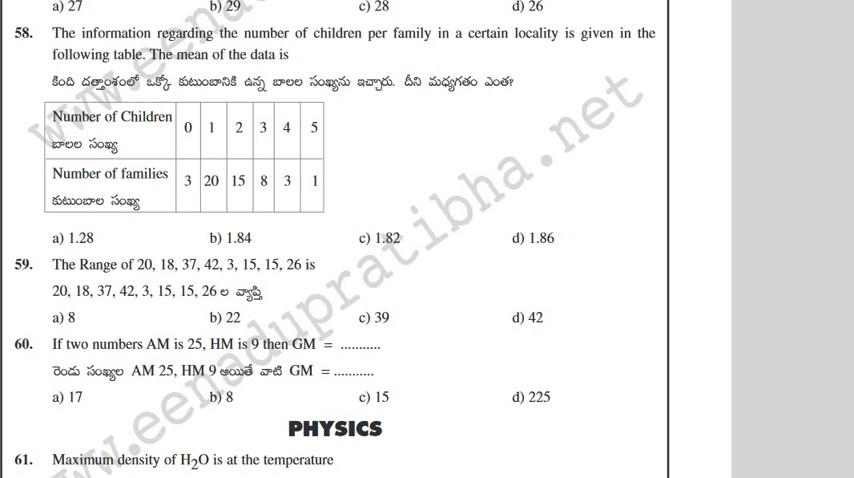 a) 27 b) 29 c) 28 d) 26
58. The information regarding the number of children per family in a certain locality is given in the
following table. The mean of the data is
కింది దత్తాంశంలో ఒక్కో కుటుంబానికి ఉన్న బాలల సంఖ్యను ఇచ్చారు. దీని మధ్యగతం ఎంత?
Number of Children 0 1 2 3 4 5
బాలల సంఖ్య
Number of families 3 20 15 8 3 1
కుటుంబాల సంఖ్య
a) 1.28 b) 1.84 c) 1.82 d) 1.86
59. The Range of 20, 18, 37, 42, 3, 15, 15, 26 is
20, 18, 37, 42, 3, 15, 15, 26 ల వ్యాప్తి
a) 8 b) 22 c) 39 d) 42
60. If two numbers AM is 25, HM is 9 then GM = ...........
రెండు సంఖ్యల AM 25, HM 9 అయితే వాటి GM = ...........
a) 17 b) 8 c) 15 d) 225
PHYSICS
61. Maximum density of H2O is at the temperature
www.eenadupratibha.net
www.eenadupratibha.net